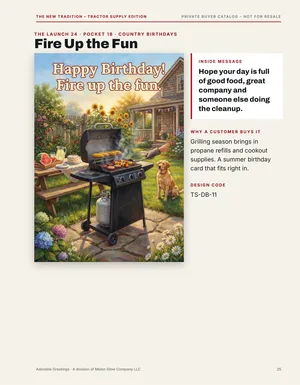 THE NEW TRADITION – TRACTOR SUPPLY EDITION
PRIVATE BUYER CATALOG – NOT FOR RESALE
THE LAUNCH 24 · POCKET 18 · COUNTRY BIRTHDAYS
Fire Up the Fun
Happy Birthday!
Fire up the fun.
INSIDE MESSAGE
Hope your day is full
of good food, great
company and
someone else doing
the cleanup.
WHY A CUSTOMER BUYS IT
Grilling season brings in
propane refills and cookout
supplies. A summer birthday
card that fits right in.
DESIGN CODE
TS-DB-11
Adorable Greetings · A division of Melon Dove Company LLC